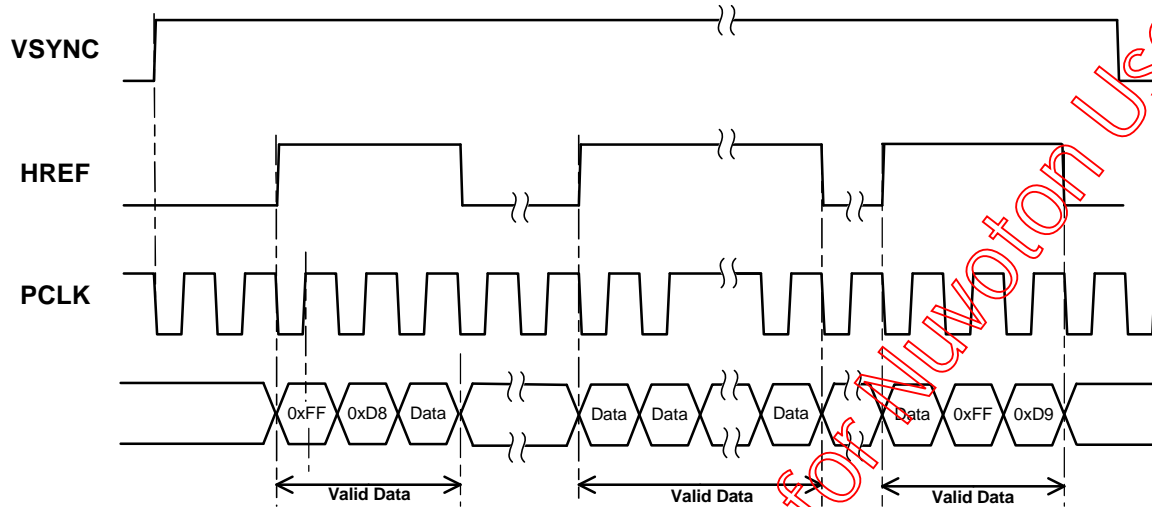 VSYNC
HREF
PCLK
0xFF 0xD8 Data Data Data Data Data 0xFF 0xD9
Valid Data Valid Data Valid Data
for Nuvoton